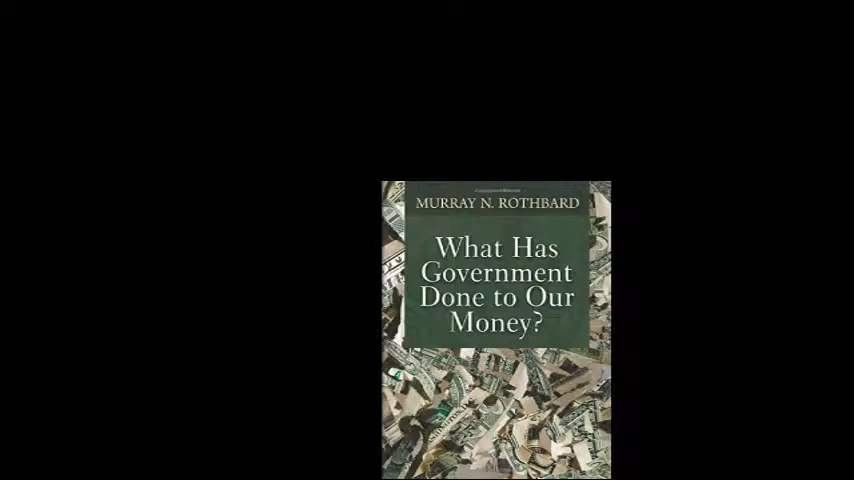 MURRAY N. ROTHBARD
What Has
Government
Done to Our
Money?